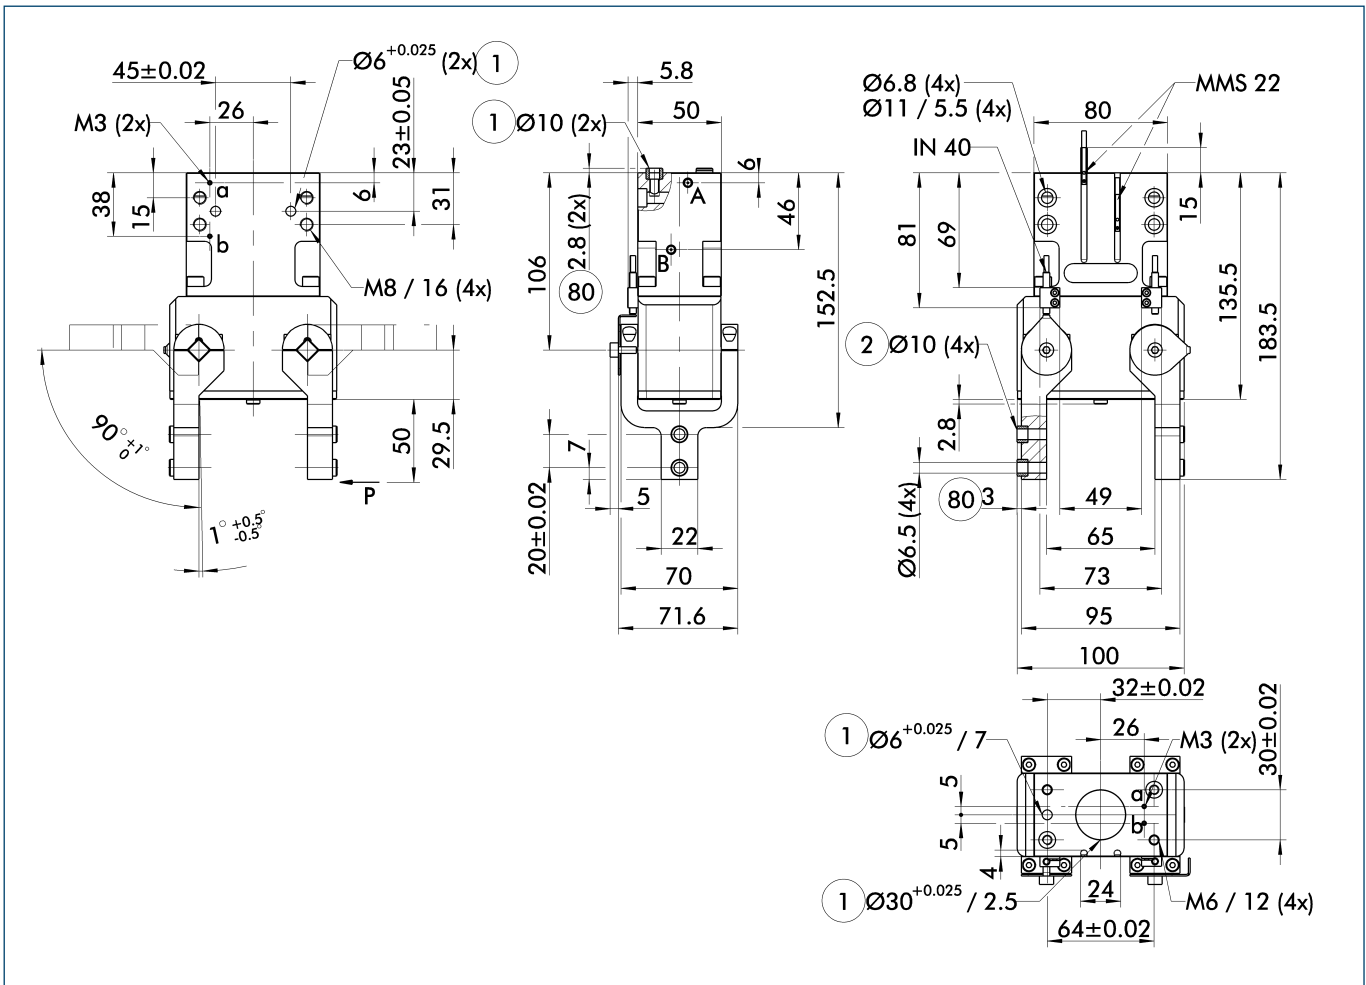 45±0.02
Ø6+0.025 (2x) 1
26
M3 (2x)
23±0.05
38
15
a
b
6
31
M8 / 16 (4x)
90° +1° 0
1° +0.5° -0.5°
50
29.5
P
5.8
50
1 Ø10 (2x)
6
A
B
46
2.8 (2x)
80
106
152.5
7
20±0.02
5
22
70
71.6
Ø6.8 (4x)
Ø11 / 5.5 (4x)
MMS 22
80
IN 40
15
81
69
135.5
183.5
2 Ø10 (4x)
2.8
Ø6.5 (4x)
80 3
49
65
73
95
100
32±0.02
26
M3 (2x)
30±0.02
1 Ø6+0.025 / 7
5
5
4
a
b
1 Ø30+0.025 / 2.5
24
M6 / 12 (4x)
64±0.02